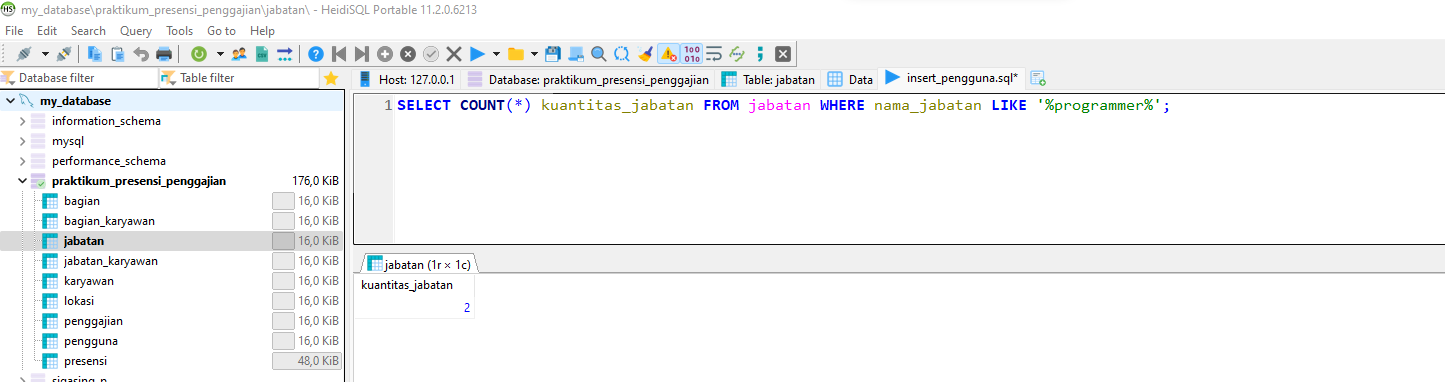 my_database\praktikum_presensi_penggajian\jabatan\ - HeidiSQL Portable 11.2.0.6213
File Edit Search Query Tools Go to Help
Database filter Table filter
Host: 127.0.0.1 Database: praktikum_presensi_penggajian Table: jabatan Data insert_pengguna.sql*
my_database
information_schema
mysql
performance_schema
praktikum_presensi_penggajian 176,0 KiB
bagian 16,0 KiB
bagian_karyawan 16,0 KiB
jabatan 16,0 KiB
jabatan_karyawan 16,0 KiB
karyawan 16,0 KiB
lokasi 16,0 KiB
penggajian 16,0 KiB
pengguna 16,0 KiB
presensi 48,0 KiB
1 SELECT COUNT(*) kuantitas_jabatan FROM jabatan WHERE nama_jabatan LIKE '%programmer%';
jabatan (1r × 1c)
kuantitas_jabatan
2